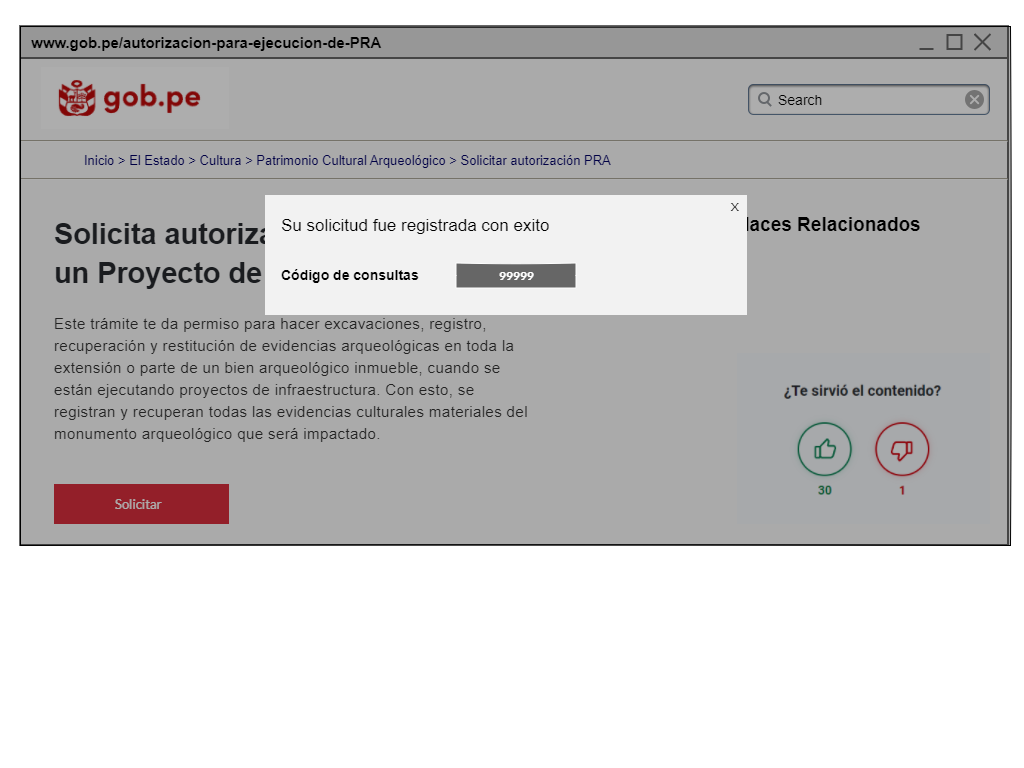 www.gob.pe/autorizacion-para-ejecucion-de-PRA
gob.pe
Search
Inicio > El Estado > Cultura > Patrimonio Cultural Arqueológico > Solicitar autorización PRA
Solicita
un Proyecto de
x
Su solicitud fue registrada con exito
Código de consultas
99999
Relacionados
Este trámite te da permiso para hacer excavaciones, registro,
recuperación y restitución de evidencias arqueológicas en toda la
extensión o parte de un bien arqueológico inmueble, cuando se
están ejecutando proyectos de infraestructura. Con esto, se
registran y recuperan todas las evidencias culturales materiales del
monumento arqueológico que será impactado.
Solicitar
¿Te sirvió el contenido?
30
1